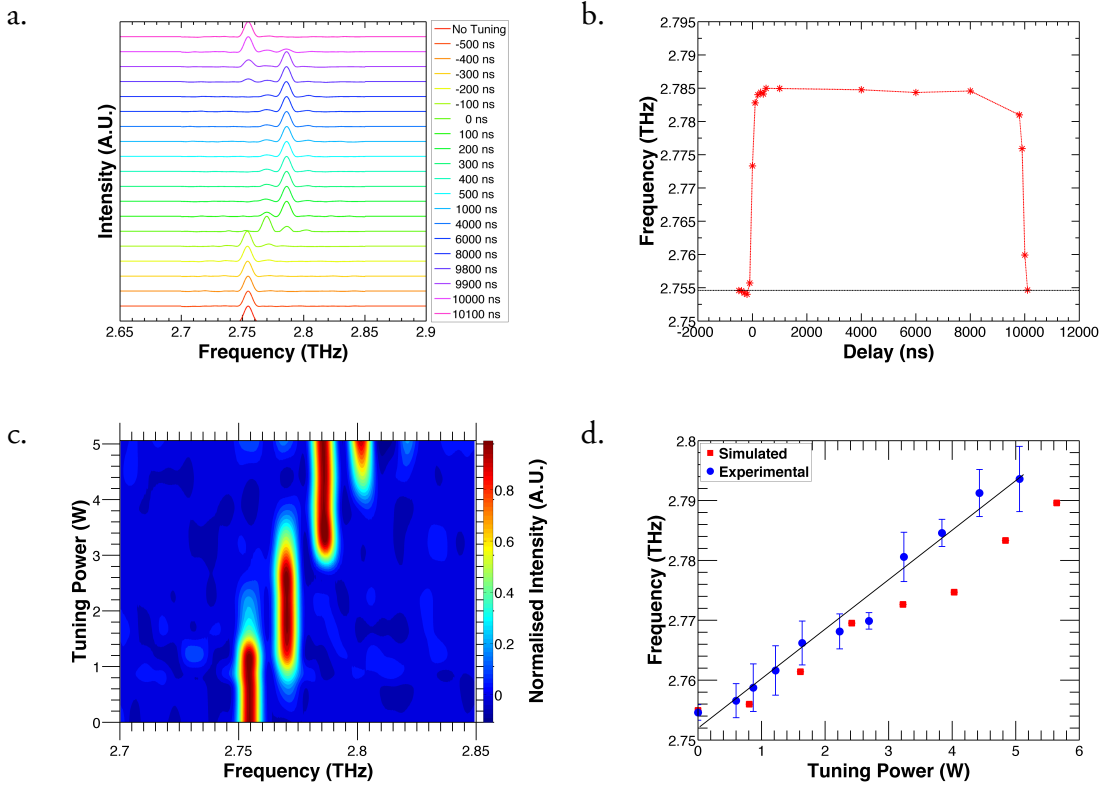 a.
Intensity (A.U.)
No Tuning
-500 ns
-400 ns
-300 ns
-200 ns
-100 ns
0 ns
100 ns
200 ns
300 ns
400 ns
500 ns
1000 ns
4000 ns
6000 ns
8000 ns
9800 ns
9900 ns
10000 ns
10100 ns
2.65 2.7 2.75 2.8 2.85 2.9
Frequency (THz)
b.
Frequency (THz)
2.795
2.79
2.785
2.78
2.775
2.77
2.765
2.76
2.755
2.75
-2000 0 2000 4000 6000 8000 10000 12000
Delay (ns)
c.
Tuning Power (W)
5
4
3
2
1
0
2.7 2.75 2.8 2.85
Frequency (THz)
0.8
0.6
0.4
0.2
0
Normalised Intensity (A.U.)
d.
Frequency (THz)
2.8
2.79
2.78
2.77
2.76
2.75
Simulated
Experimental
0 1 2 3 4 5 6
Tuning Power (W)